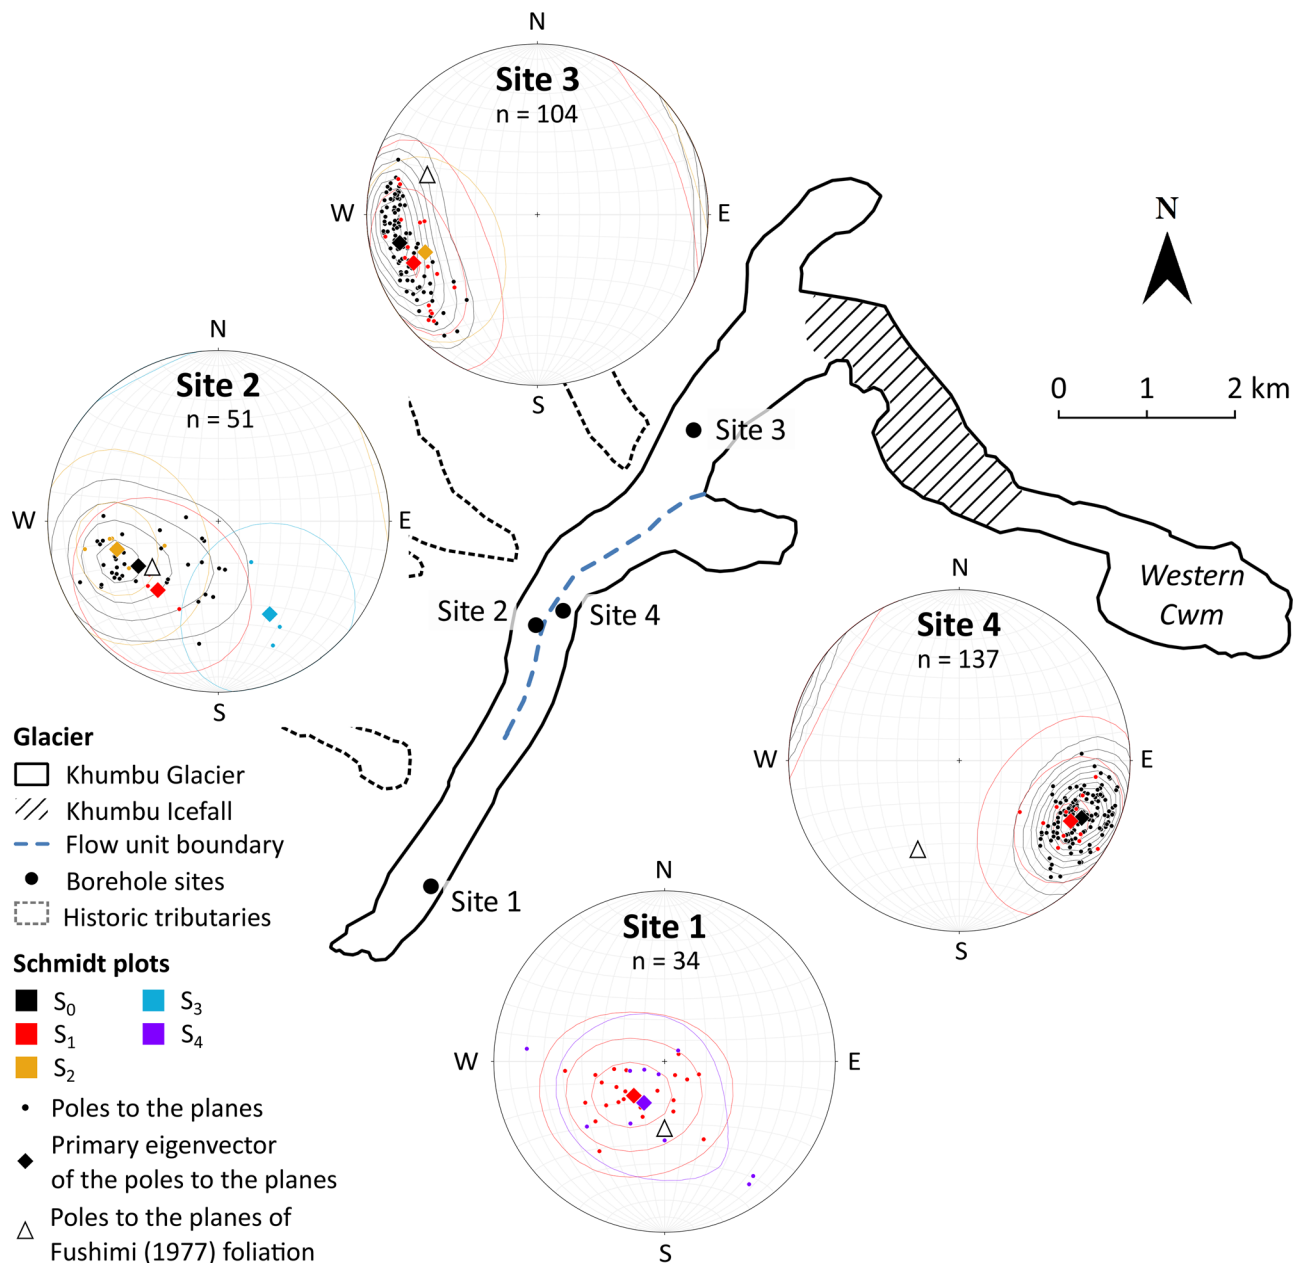 N
Site 3
n = 104
W
E
S
N
0 1 2 km
N
Site 2
n = 51
W
E
S
Site 3
Site 2
Site 4
Western
Cwm
N
Site 4
n = 137
W
E
S
Glacier
Khumbu Glacier
Khumbu Icefall
Flow unit boundary
Borehole sites
Historic tributaries
Site 1
N
Site 1
n = 34
W
E
S
Schmidt plots
S₀ S₃
S₁ S₄
S₂
Poles to the planes
Primary eigenvector
of the poles to the planes
Poles to the planes of
Fushimi (1977) foliation